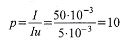 p = I/Iu = 50·10⁻³/5·10⁻³ = 10